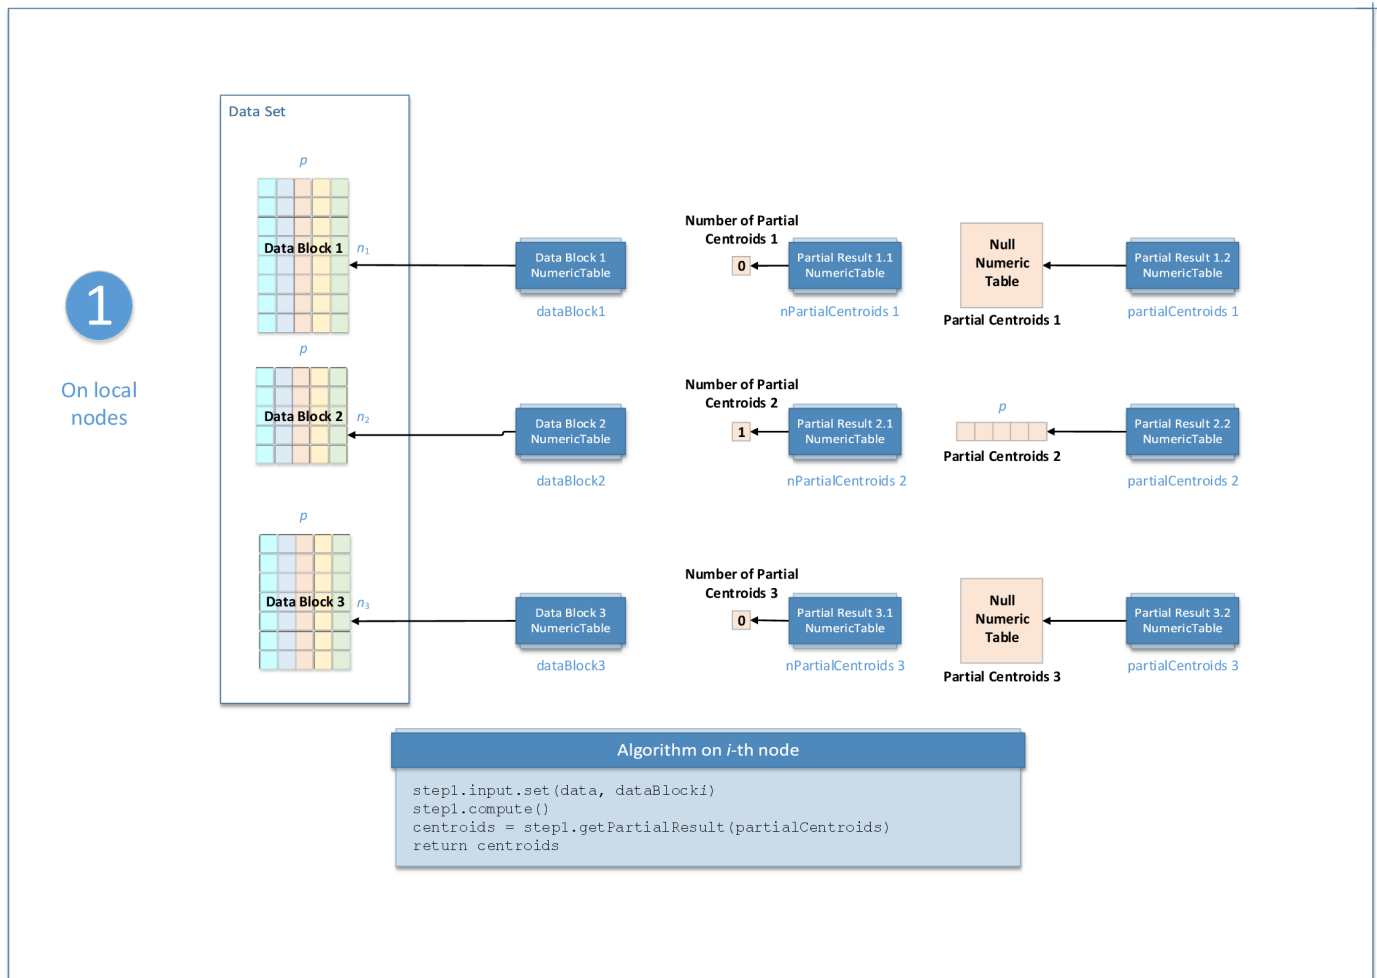 Data Set
p
Data Block 1
n1
Number of Partial
Centroids 1
0
Data Block 1
NumericTable
dataBlock1
Partial Result 1.1
NumericTable
nPartialCentroids 1
Null
Numeric
Table
Partial Centroids 1
Partial Result 1.2
NumericTable
partialCentroids 1
1
On local
nodes
p
Data Block 2
n2
Data Block 2
NumericTable
dataBlock2
Number of Partial
Centroids 2
1
Partial Result 2.1
NumericTable
nPartialCentroids 2
p
Partial Centroids 2
Partial Result 2.2
NumericTable
partialCentroids 2
p
Data Block 3
n3
Data Block 3
NumericTable
dataBlock3
Number of Partial
Centroids 3
0
Partial Result 3.1
NumericTable
nPartialCentroids 3
Null
Numeric
Table
Partial Centroids 3
Partial Result 3.2
NumericTable
partialCentroids 3
Algorithm on i-th node
step1.input.set(data, dataBlocki)
step1.compute()
centroids = step1.getPartialResult(partialCentroids)
return centroids